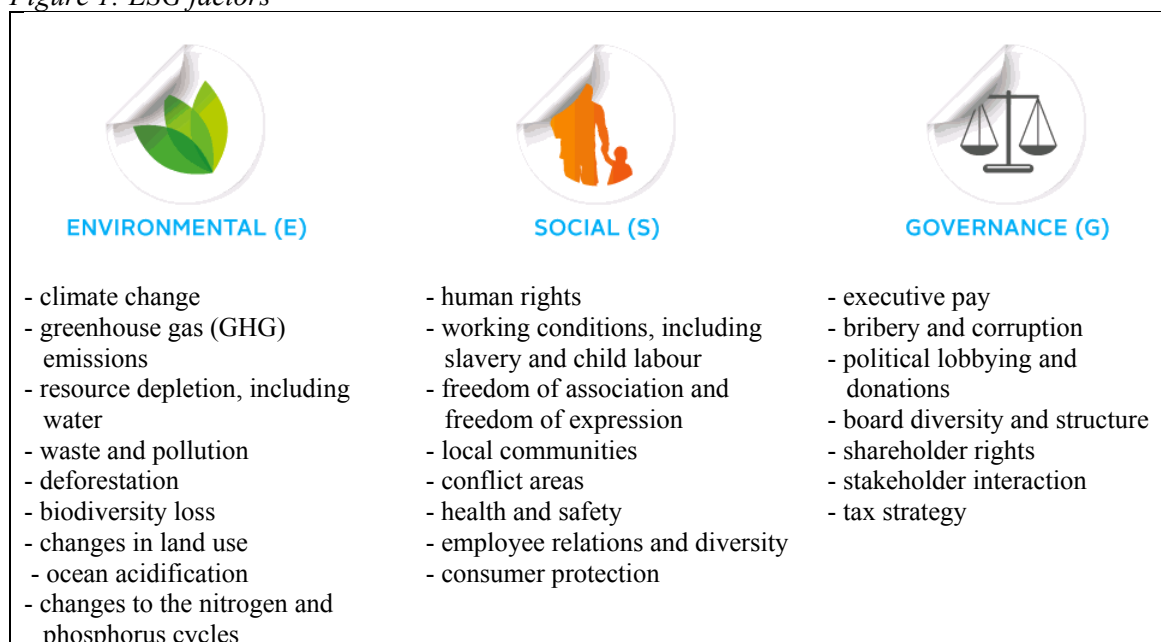 Figure 1: ESG factors
ENVIRONMENTAL (E)
- climate change
- greenhouse gas (GHG)
emissions
- resource depletion, including
water
- waste and pollution
- deforestation
- biodiversity loss
- changes in land use
- ocean acidification
- changes to the nitrogen and
phosphorus cycles
SOCIAL (S)
- human rights
- working conditions, including
slavery and child labour
- freedom of association and
freedom of expression
- local communities
- conflict areas
- health and safety
- employee relations and diversity
- consumer protection
GOVERNANCE (G)
- executive pay
- bribery and corruption
- political lobbying and
donations
- board diversity and structure
- shareholder rights
- stakeholder interaction
- tax strategy